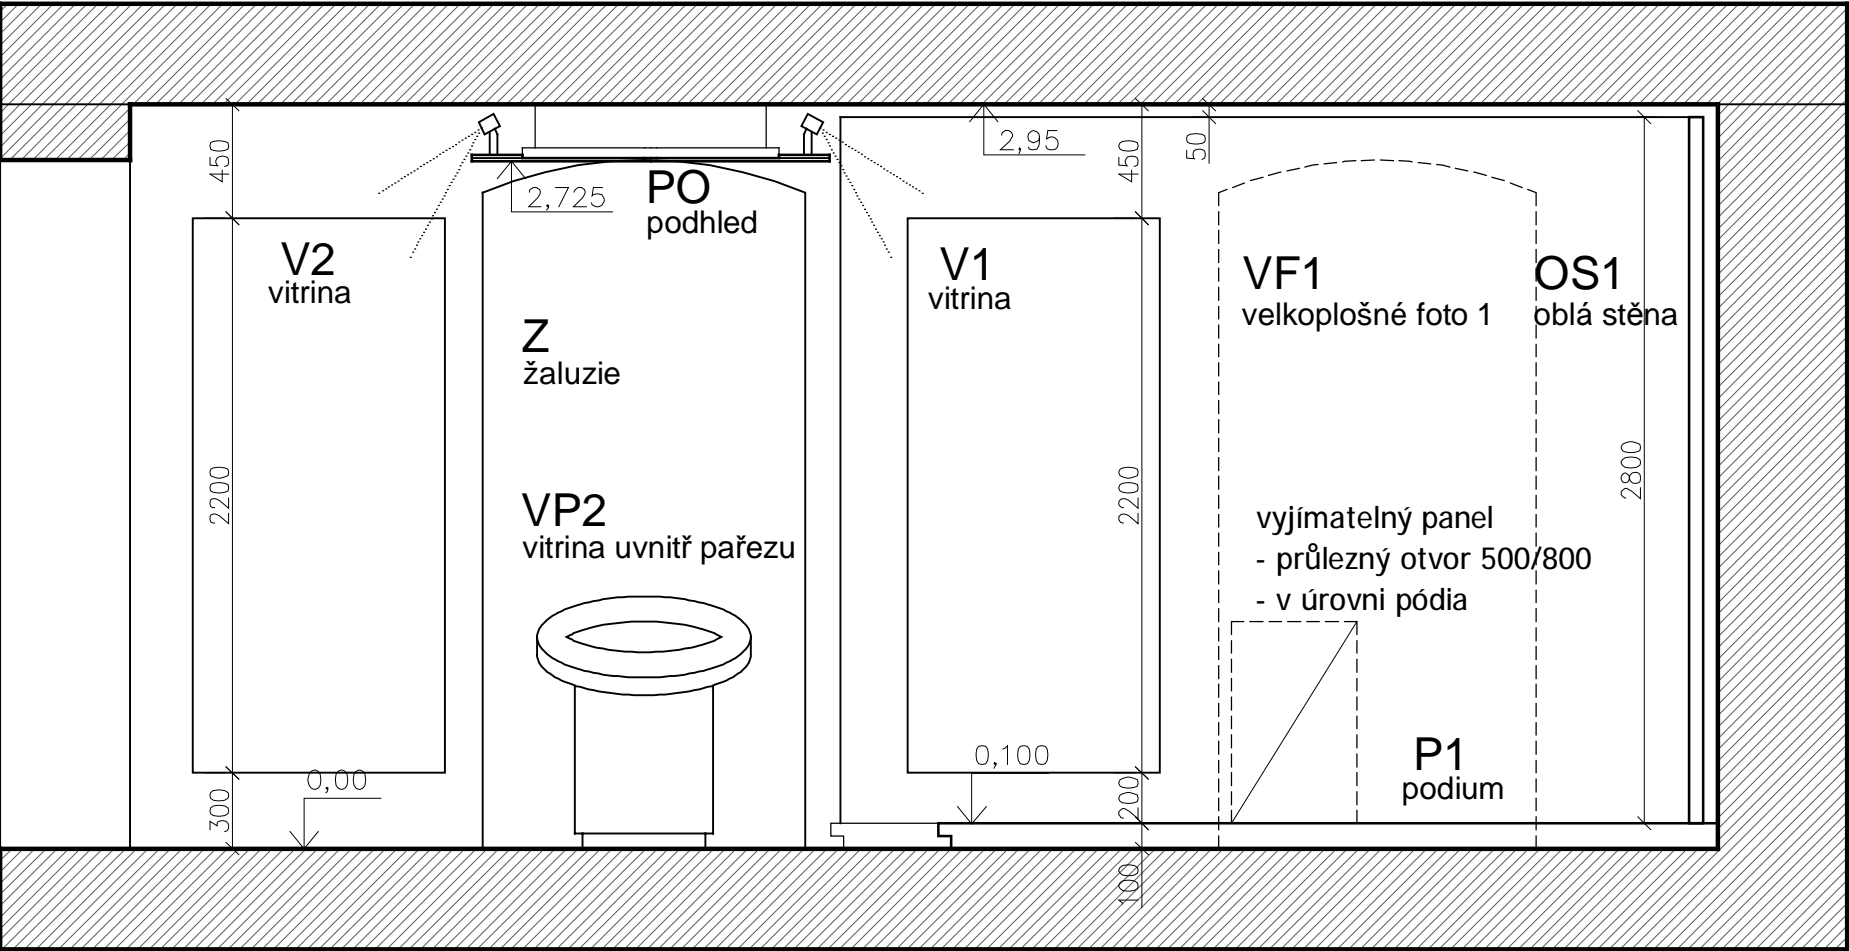 450
2,95
450
50
2,725
PO
podhled
V2
vitrina
V1
vitrina
VF1
velkoplošné foto 1
OS1
oblá stěna
Z
žaluzie
2200
2200
2800
VP2
vitrina uvnitř pařezu
vyjímatelný panel
- průlezný otvor 500/800
- v úrovni pódia
0,00
0,100
P1
podium
300
200
100